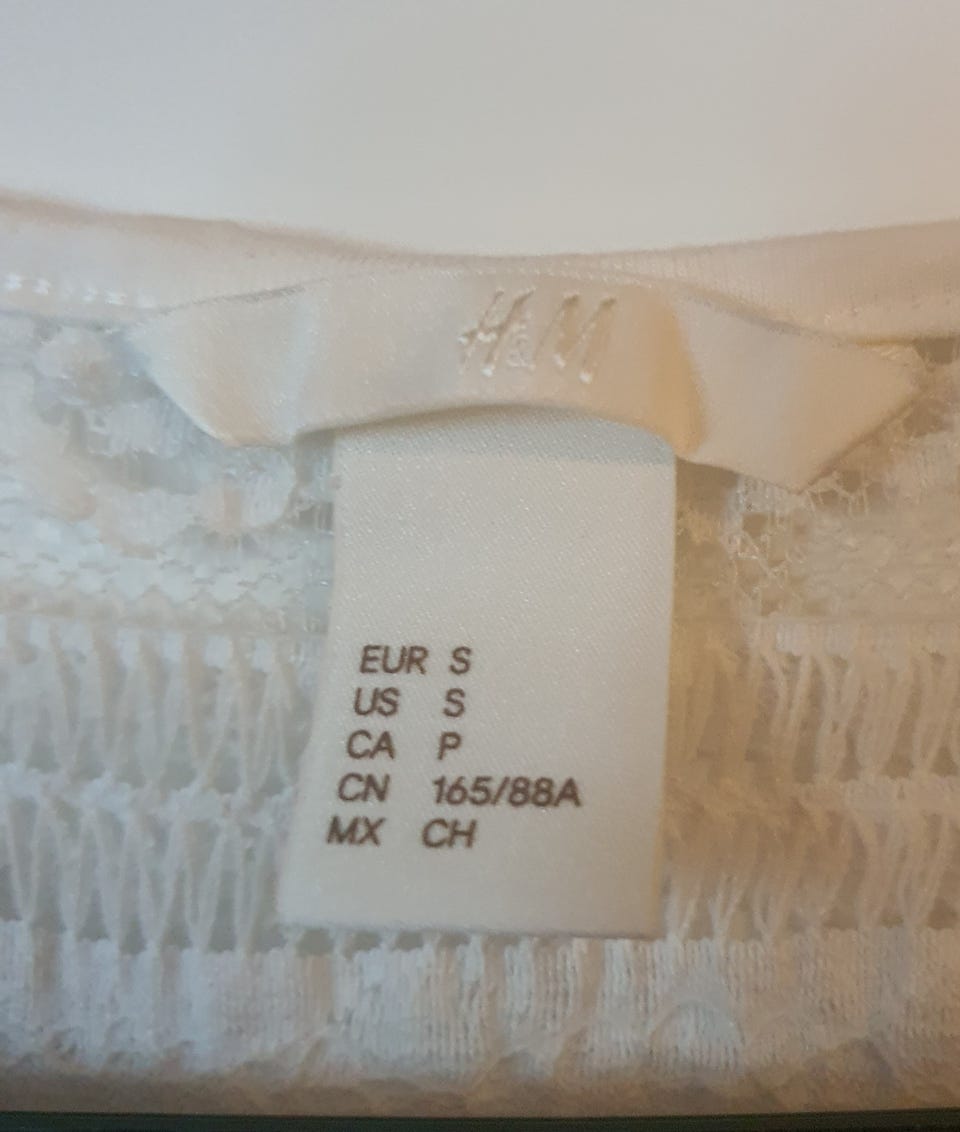 H&M
EUR S
US S
CA P
CN 165/88A
MX CH